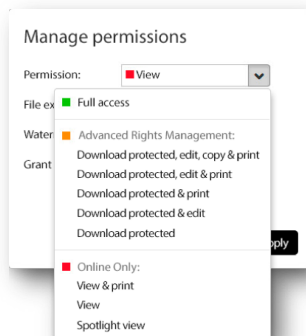 Manage permissions
Permission: View
Full access
File ex
Advanced Rights Management:
Water
Download protected, edit, copy & print
Grant
Download protected, edit & print
Download protected & print
Download protected & edit
Download protected
pply
Online Only:
View & print
View
Spotlight view